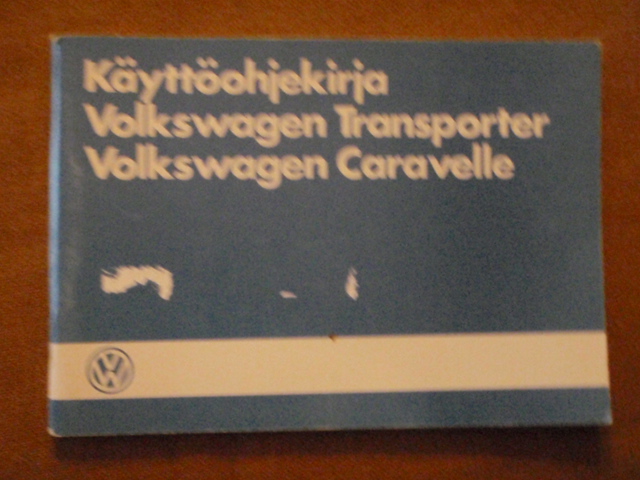 Käyttöohjekirja
Volkswagen Transporter
Volkswagen Caravelle